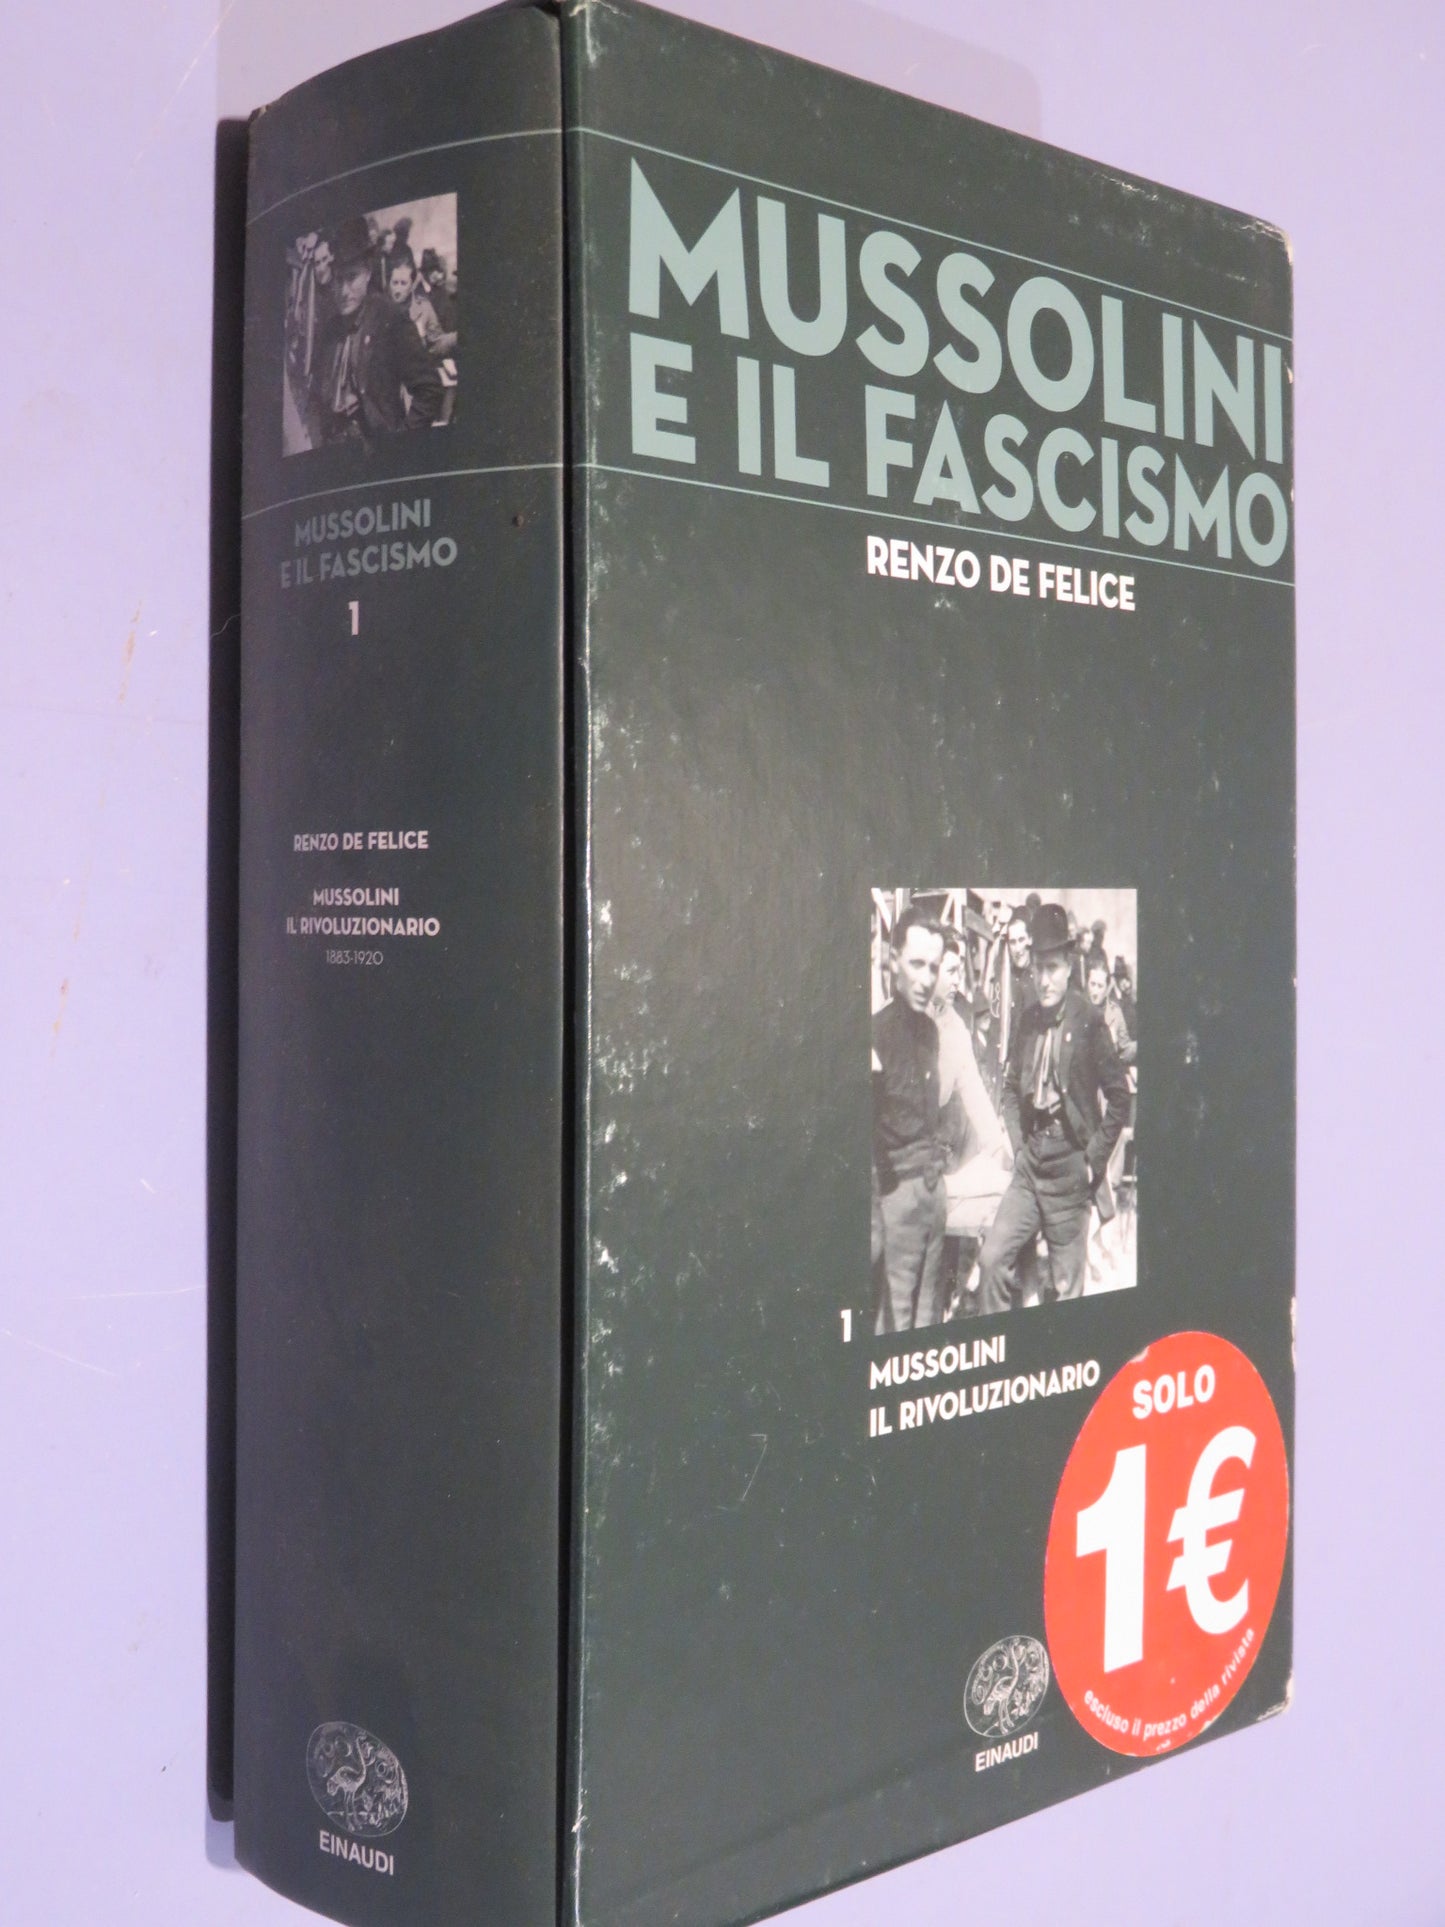 MUSSOLINI
E IL FASCISMO
1
RENZO DE FELICE
MUSSOLINI
IL RIVOLUZIONARIO
1883-1920
EINAUDI
MUSSOLINI
E IL FASCISMO
RENZO DE FELICE
1
MUSSOLINI
IL RIVOLUZIONARIO
SOLO
1€
escluso il prezzo della rivista
EINAUDI